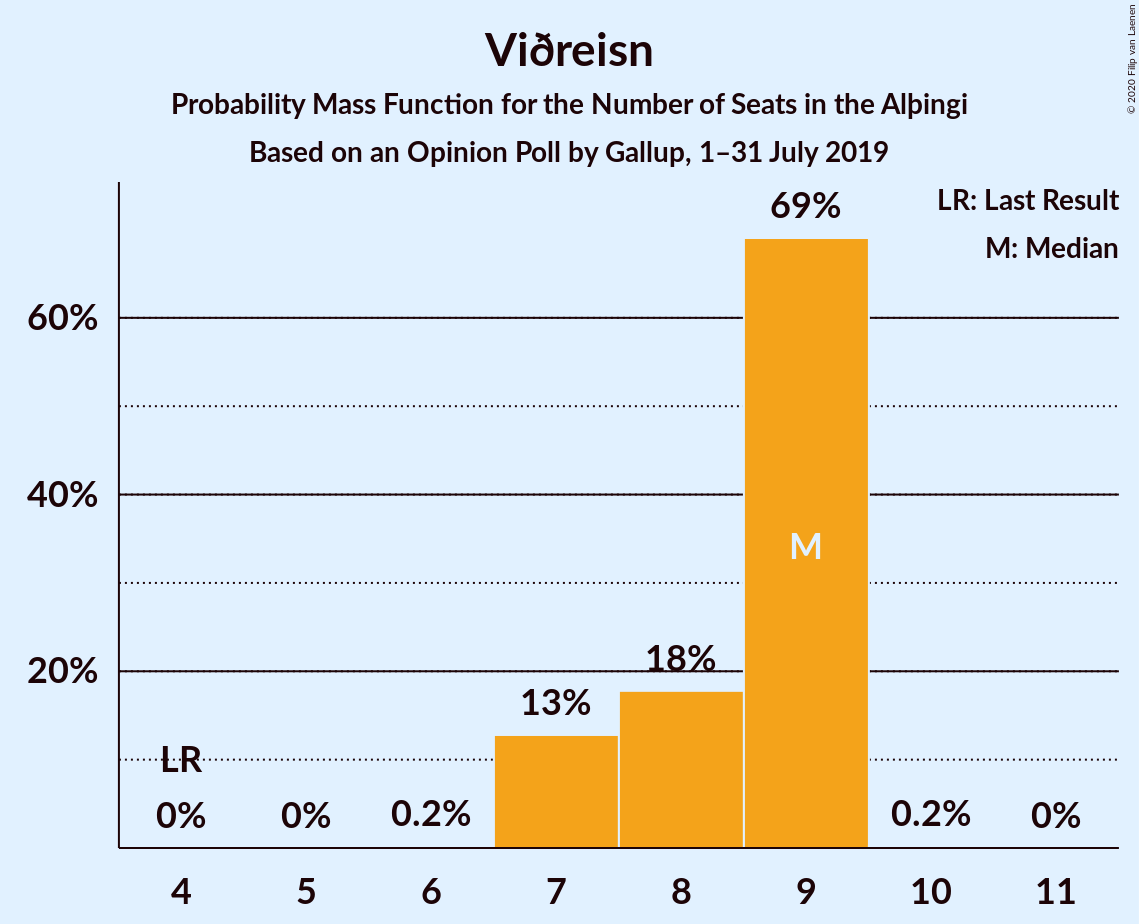 Viðreisn
Probability Mass Function for the Number of Seats in the Alþingi
Based on an Opinion Poll by Gallup, 1–31 July 2019
© 2020 Filip van Laenen
LR: Last Result
M: Median
69%
60%
40%
M
20%
18%
13%
LR
0%
0%
0.2%
0.2%
0%
4 5 6 7 8 9 10 11